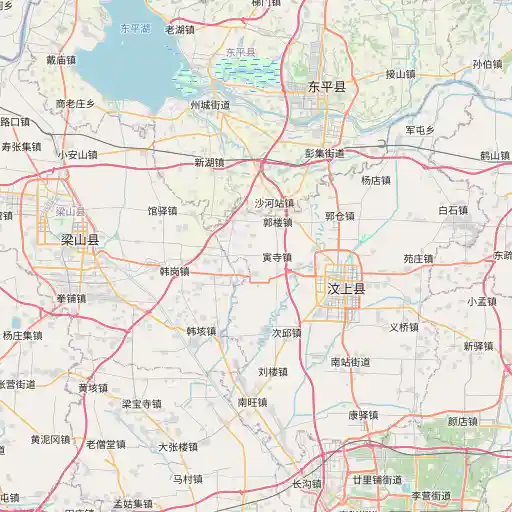 梯门镇
老湖镇
东平湖
东平县
戴庙镇
孙伯镇
接山镇
东平县
商老庄乡
州城街道
路口镇
军屯乡
寿张集镇
小安山镇
新湖镇
彭集街道
鹤山镇
杨店镇
梁山县
馆驿镇
沙河站镇
郭楼镇
郭仓镇
白石镇
梁山县
寅寺镇
苑庄镇
东疏
韩岗镇
汶上县
拳铺镇
小孟镇
杨庄集镇
韩垓镇
次邱镇
义桥镇
新驿镇
南站街道
刘楼镇
张营街道
黄垓镇
梁宝寺镇
南旺镇
康驿镇
颜店镇
黄泥冈镇
老僧堂镇
大张楼镇
马村镇
长沟镇
廿里铺街道
李营街道
孟姑集镇